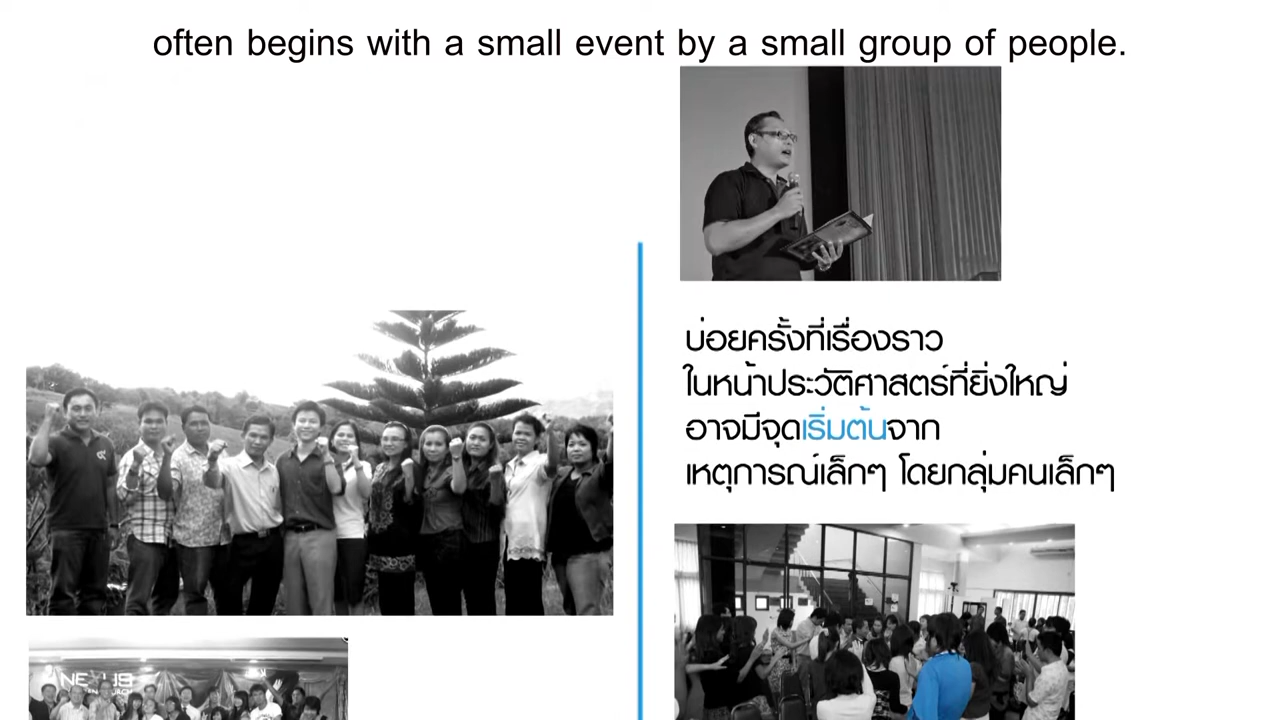 often begins with a small event by a small group of people.
บ่อยครั้งที่เรื่องราว
ในหน้าประวัติศาสตร์ที่ยิ่งใหญ่
อาจมีจุดเริ่มต้นจาก
เหตุการณ์เล็กๆ โดยกลุ่มคนเล็กๆ
NEXUS